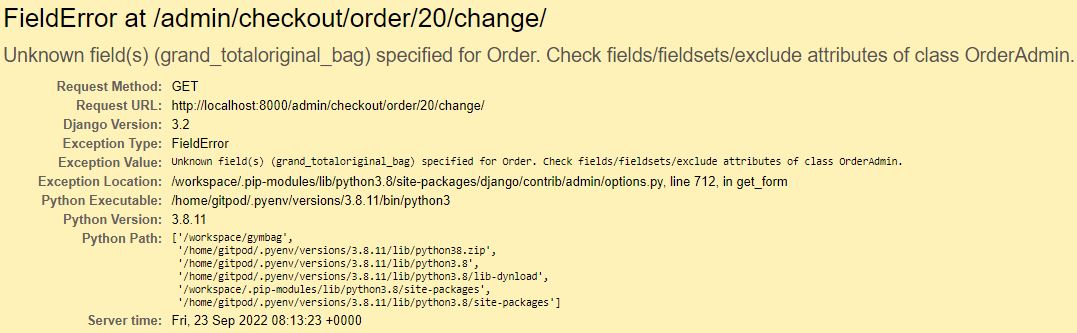 FieldError at /admin/checkout/order/20/change/
Unknown field(s) (grand_totaloriginal_bag) specified for Order. Check fields/fieldsets/exclude attributes of class OrderAdmin.
Request Method: GET
Request URL: http://localhost:8000/admin/checkout/order/20/change/
Django Version: 3.2
Exception Type: FieldError
Exception Value: Unknown field(s) (grand_totaloriginal_bag) specified for Order. Check fields/fieldsets/exclude attributes of class OrderAdmin.
Exception Location: /workspace/.pip-modules/lib/python3.8/site-packages/django/contrib/admin/options.py, line 712, in get_form
Python Executable: /home/gitpod/.pyenv/versions/3.8.11/bin/python3
Python Version: 3.8.11
Python Path: ['/workspace/gymbag',
'/home/gitpod/.pyenv/versions/3.8.11/lib/python38.zip',
'/home/gitpod/.pyenv/versions/3.8.11/lib/python3.8',
'/home/gitpod/.pyenv/versions/3.8.11/lib/python3.8/lib-dynload',
'/workspace/.pip-modules/lib/python3.8/site-packages',
'/home/gitpod/.pyenv/versions/3.8.11/lib/python3.8/site-packages']
Server time: Fri, 23 Sep 2022 08:13:23 +0000